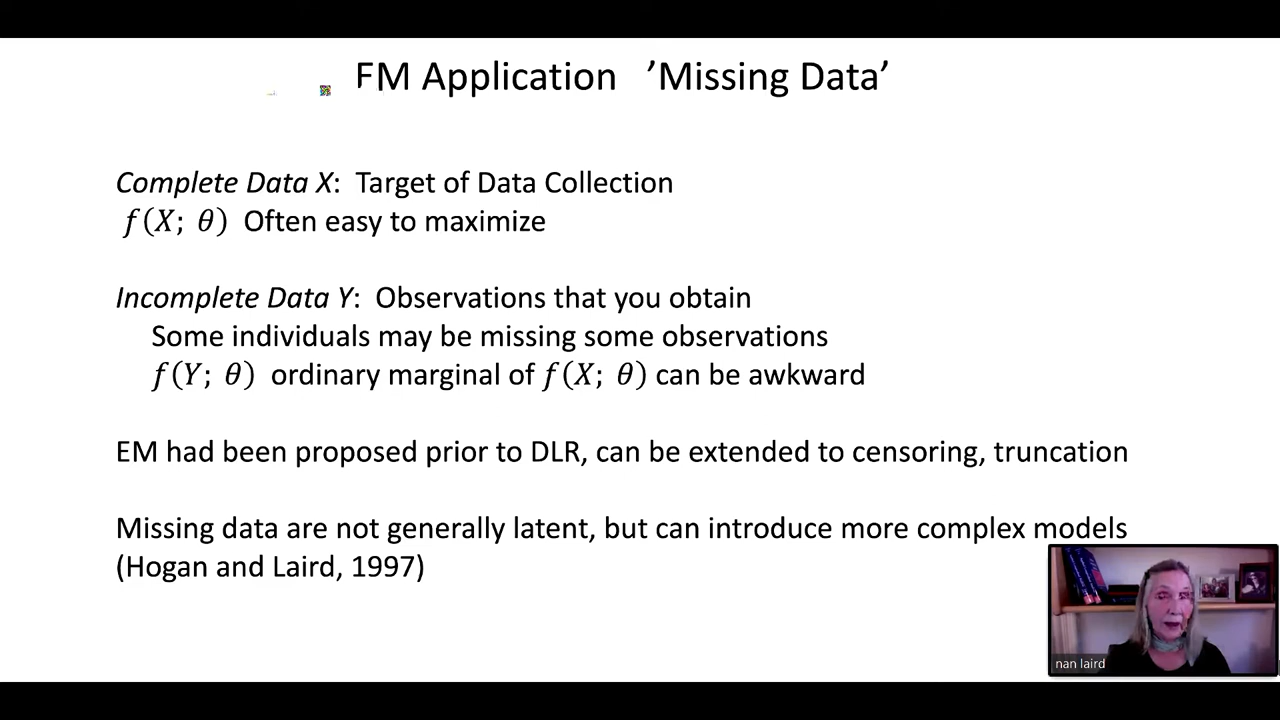 FM Application ’Missing Data’
Complete Data X: Target of Data Collection
f(X; θ) Often easy to maximize
Incomplete Data Y: Observations that you obtain
Some individuals may be missing some observations
f(Y; θ) ordinary marginal of f(X; θ) can be awkward
EM had been proposed prior to DLR, can be extended to censoring, truncation
Missing data are not generally latent, but can introduce more complex models
(Hogan and Laird, 1997)
nan laird